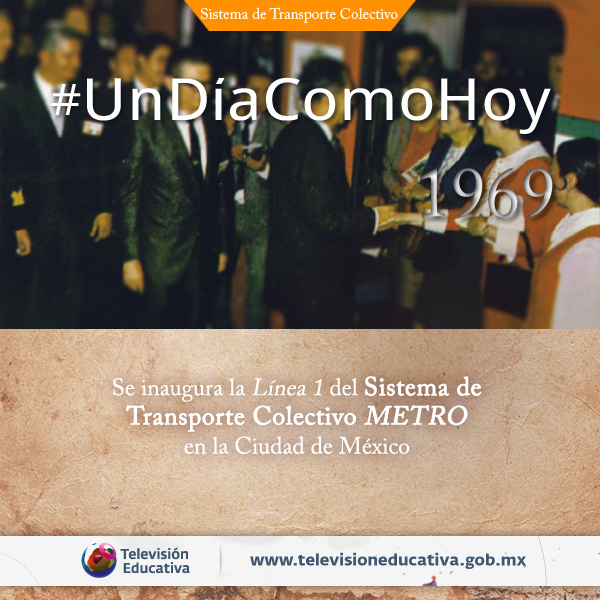 Sistema de Transporte Colectivo
#UnDíaComoHoy
1969
Se inaugura la Línea 1 del Sistema de
Transporte Colectivo METRO
en la Ciudad de México
Televisión
Educativa
www.televisioneducativa.gob.mx